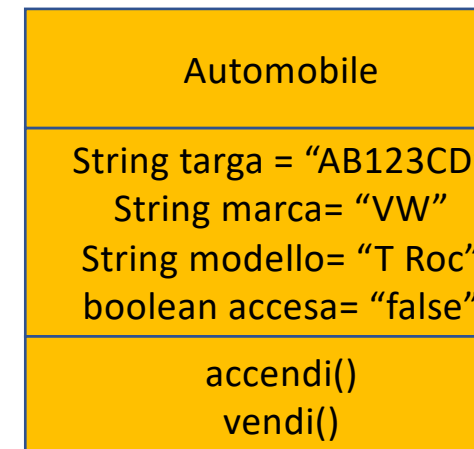 Automobile
String targa = “AB123CD
String marca= “VW”
String modello= “T Roc”
boolean accesa= “false”
accendi()
vendi()